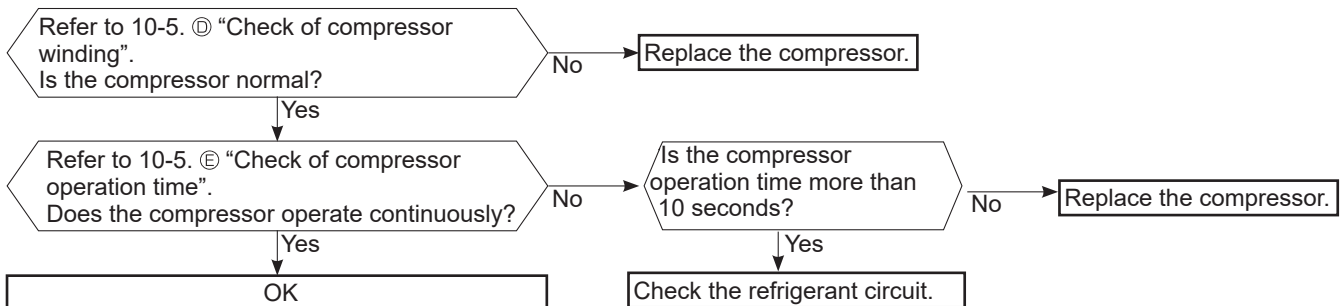 Refer to 10-5. Ⓓ “Check of compressor
winding”.
Is the compressor normal?
No
Replace the compressor.
Yes
Refer to 10-5. Ⓔ “Check of compressor
operation time”.
Does the compressor operate continuously?
No
Is the compressor
operation time more than
10 seconds?
No
Replace the compressor.
Yes
Yes
OK
Check the refrigerant circuit.